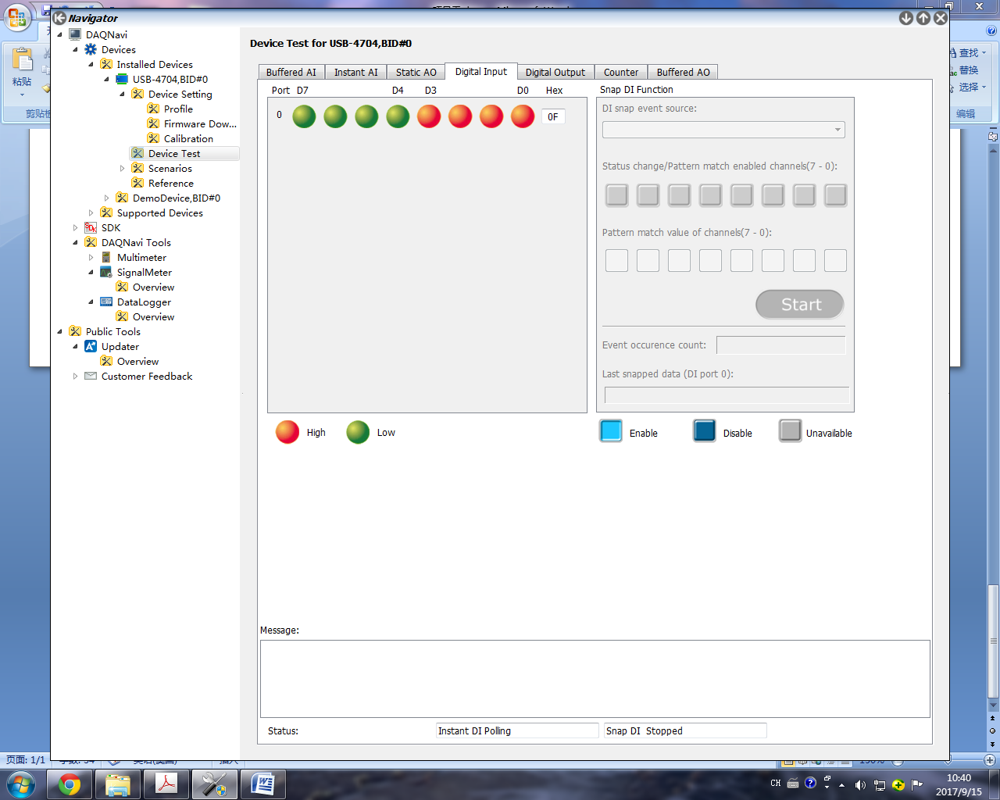 Navigator
DAQNavi
Devices
Installed Devices
USB-4704,BID#0
Device Setting
Profile
Firmware Dow...
Calibration
Device Test
Scenarios
Reference
DemoDevice,BID#0
Supported Devices
SDK
DAQNavi Tools
Multimeter
SignalMeter
Overview
DataLogger
Overview
Public Tools
Updater
Overview
Customer Feedback
Device Test for USB-4704,BID#0
Buffered AI Instant AI Static AO Digital Input Digital Output Counter Buffered AO
Port D7 D4 D3 D0 Hex
0 0F
High Low
Snap DI Function
DI snap event source:
Status change/Pattern match enabled channels(7 - 0):
Pattern match value of channels(7 - 0):
Start
Event occurence count:
Last snapped data (DI port 0):
Enable Disable Unavailable
Message:
Status: Instant DI Polling Snap DI Stopped
粘贴
剪贴板
查找
替换
选择
编辑
页面: 1/1
CH
10:40
2017/9/15